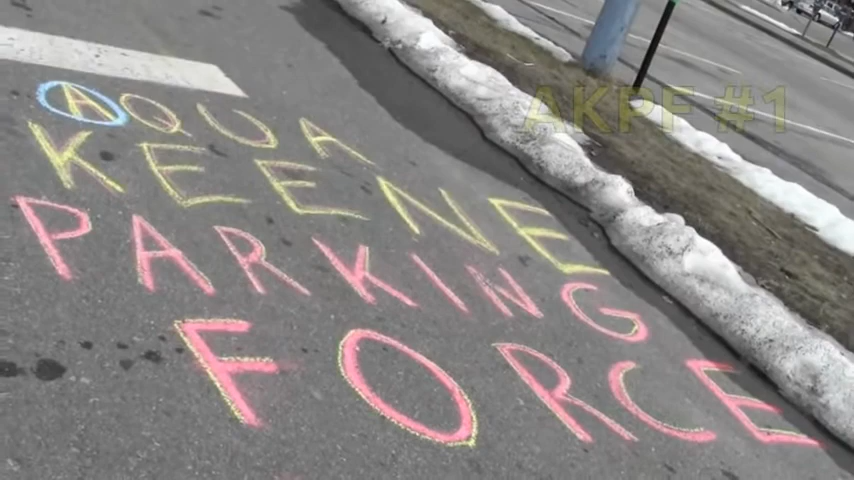 AKPF #1
AQUA
KEENE
PARKING
FORCE